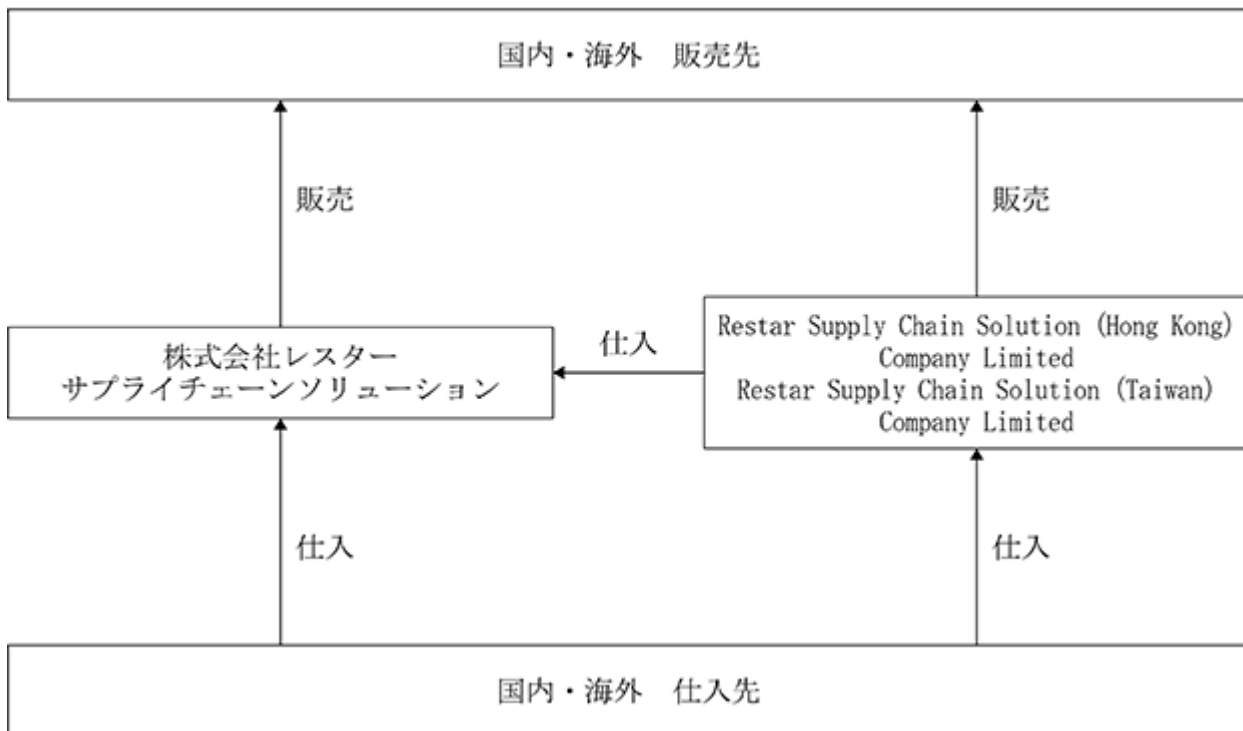 国内・海外　販売先
販売
販売
仕入
株式会社レスター
サプライチェーンソリューション
Restar Supply Chain Solution (Hong Kong)
Company Limited
Restar Supply Chain Solution (Taiwan)
Company Limited
仕入
仕入
国内・海外　仕入先